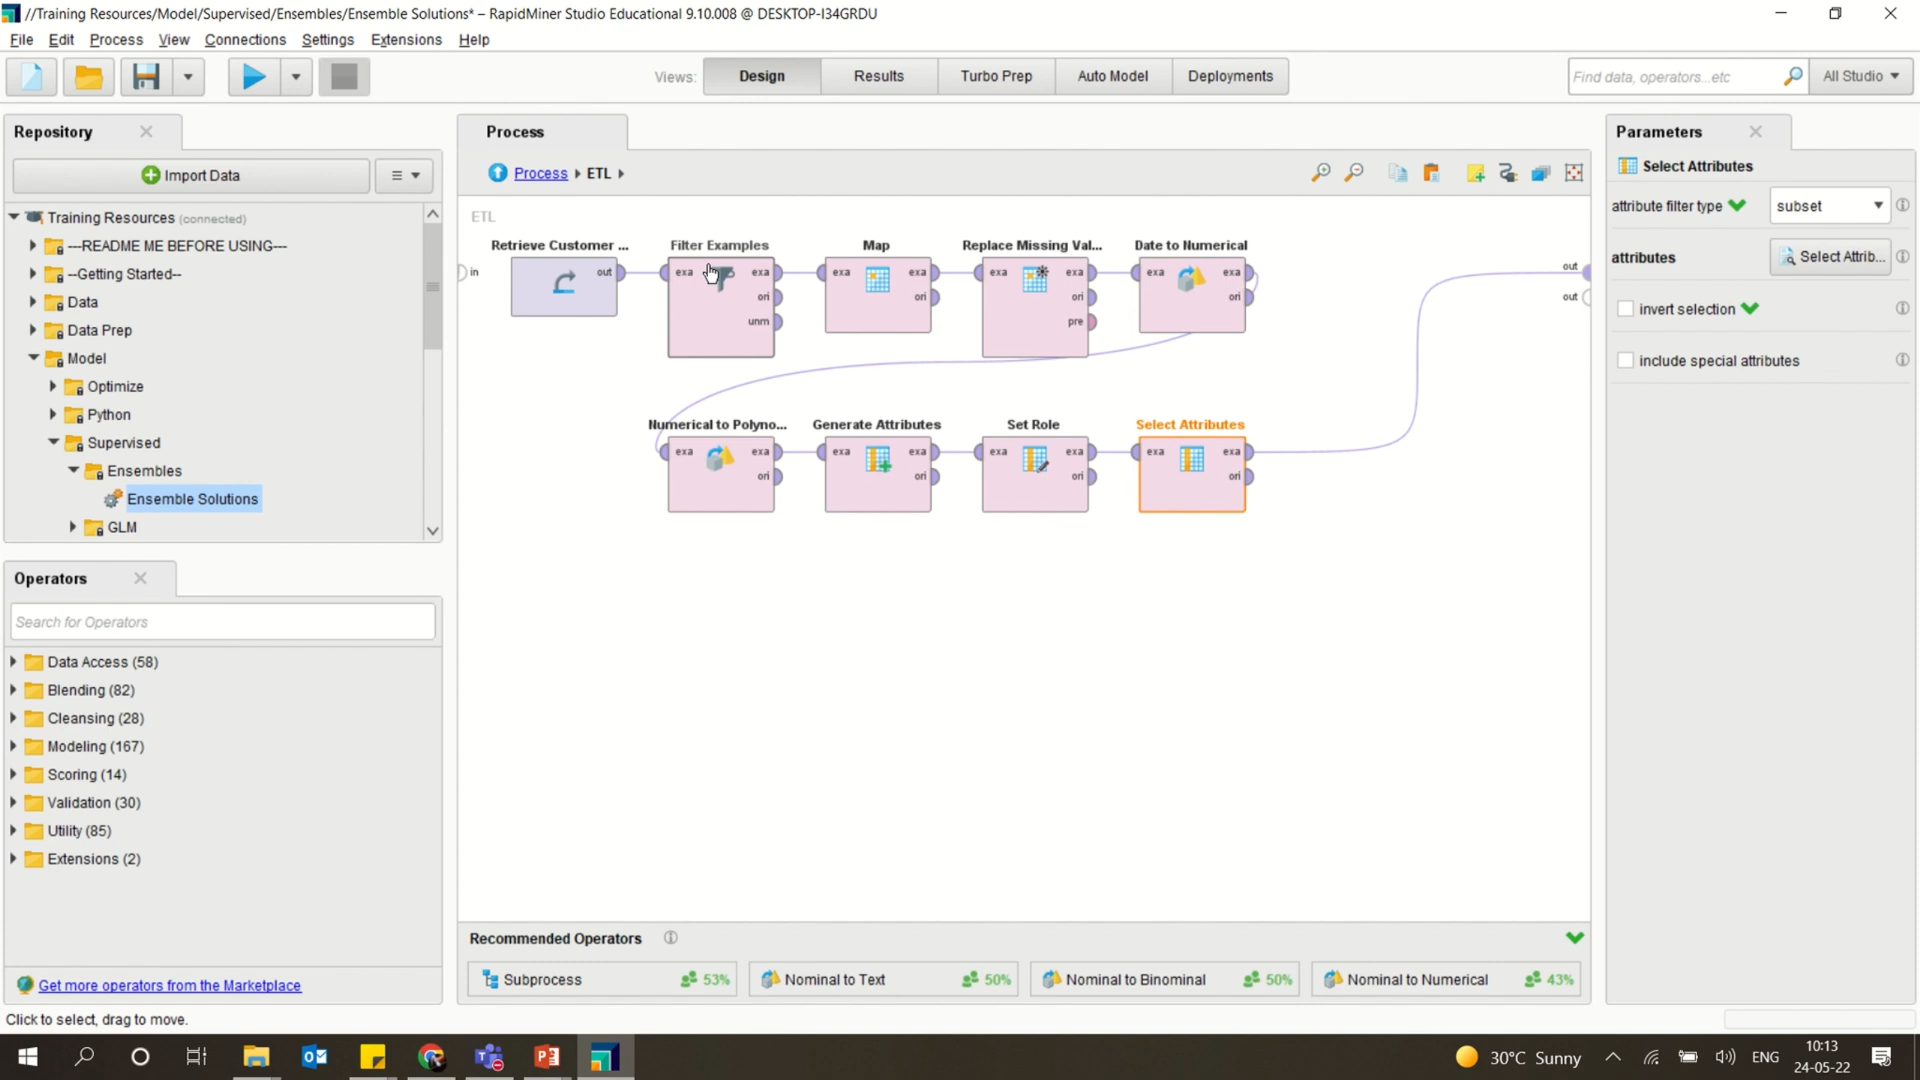 //Training Resources/Model/Supervised/Ensembles/Ensemble Solutions* – RapidMiner Studio Educational 9.10.008 @ DESKTOP-I34GRDU
File Edit Process View Connections Settings Extensions Help
Views: Design Results Turbo Prep Auto Model Deployments
Find data, operators...etc All Studio
Repository
Import Data
Training Resources (connected)
---README ME BEFORE USING---
--Getting Started--
Data
Data Prep
Model
Optimize
Python
Supervised
Ensembles
Ensemble Solutions
GLM
Operators
Search for Operators
Data Access (58)
Blending (82)
Cleansing (28)
Modeling (167)
Scoring (14)
Validation (30)
Utility (85)
Extensions (2)
Get more operators from the Marketplace
Process
Process ETL
ETL
Retrieve Customer ... Filter Examples Map Replace Missing Val... Date to Numerical
in out exa exa exa exa exa exa exa exa out
ori ori ori ori out
unm pre
Numerical to Polyno... Generate Attributes Set Role Select Attributes
exa exa exa exa exa exa exa exa
ori ori ori ori
Recommended Operators
Subprocess 53% Nominal to Text 50% Nominal to Binominal 50% Nominal to Numerical 43%
Parameters
Select Attributes
attribute filter type subset
attributes Select Attrib...
invert selection
include special attributes
Click to select, drag to move.
30°C Sunny ENG 10:13
24-05-22